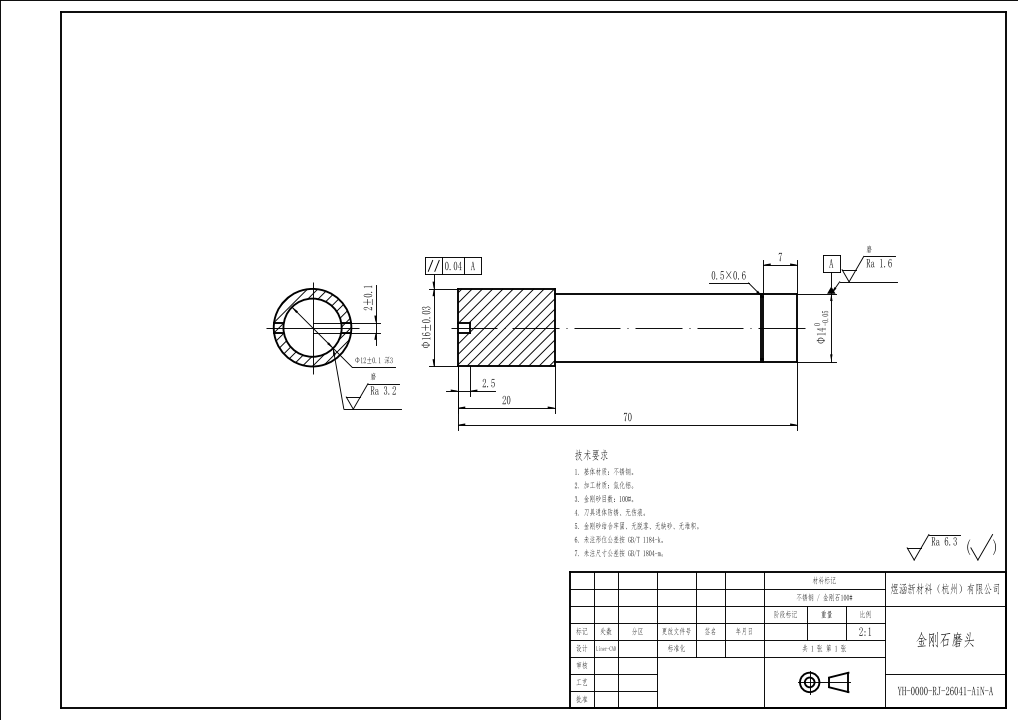 // 0.04 A
Φ16±0.03
2±0.1
Φ12±0.1 深3
磨
Ra 3.2
2.5
20
70
0.5×0.6
7
A
磨
Ra 1.6
Φ14 0 -0.05
技术要求
1. 基体材质：不锈钢。
2. 加工材质：氮化铝。
3. 金刚砂目数：100#。
4. 刀具通体防锈、无伤痕。
5. 金刚砂结合牢固、无脱落、无缺砂、无堆积。
6. 未注形位公差按 GB/T 1184-k。
7. 未注尺寸公差按 GB/T 1804-m。
Ra 6.3 (√)
材料标记
不锈钢 / 金刚石100#
煜涵新材料（杭州）有限公司
阶段标记 重量 比例
2:1
标记 处数 分区 更改文件号 签名 年月日
设计 标准化 共 1 张 第 1 张
金刚石磨头
审核
工艺
批准
YH-0000-RJ-26041-AiN-A